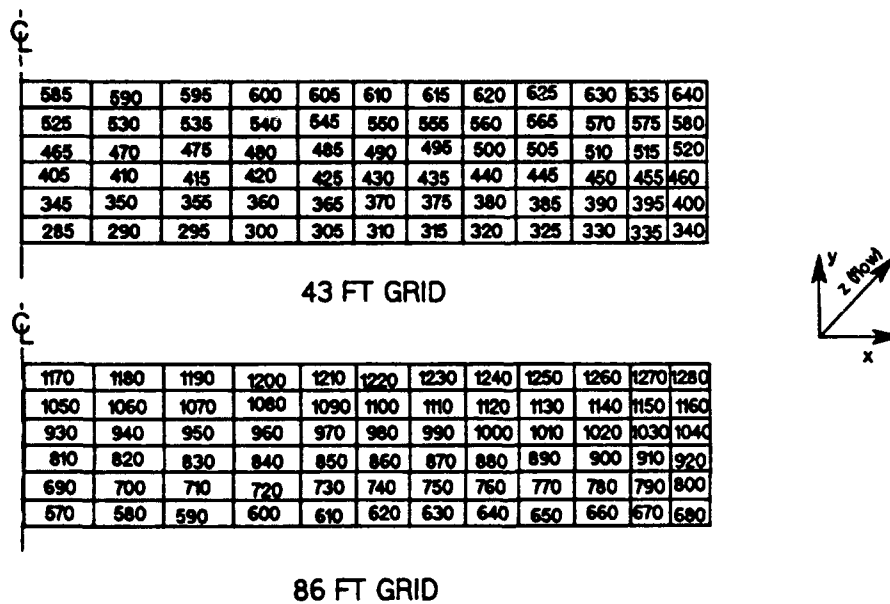 ℄
585 590 595 600 605 610 615 620 625 630 635 640
525 530 535 540 545 550 555 560 565 570 575 580
465 470 475 480 485 490 495 500 505 510 515 520
405 410 415 420 425 430 435 440 445 450 455 460
345 350 355 360 365 370 375 380 385 390 395 400
285 290 295 300 305 310 315 320 325 330 335 340
43 FT GRID
y
z (flow)
x
℄
1170 1180 1190 1200 1210 1220 1230 1240 1250 1260 1270 1280
1050 1060 1070 1080 1090 1100 1110 1120 1130 1140 1150 1160
930 940 950 960 970 980 990 1000 1010 1020 1030 1040
810 820 830 840 850 860 870 880 890 900 910 920
690 700 710 720 730 740 750 760 770 780 790 800
570 580 590 600 610 620 630 640 650 660 670 680
86 FT GRID